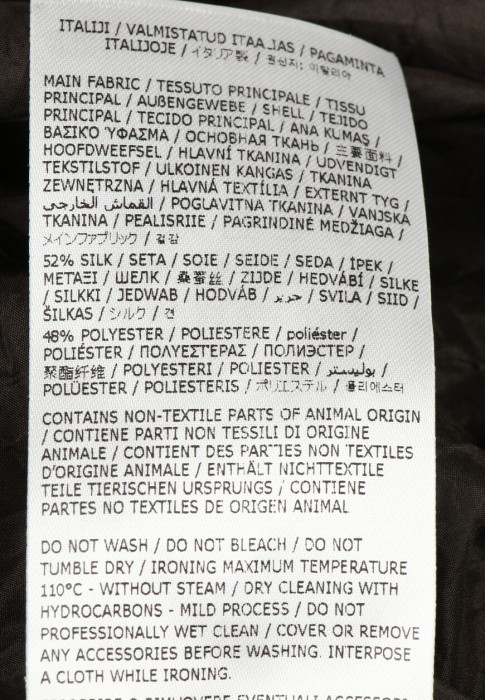 ITALIJI / VALMISTATUD ITAALIAS / PAGAMINTA
ITALIJOJE / イタリア製 / 원산지: 이탈리아
MAIN FABRIC / TESSUTO PRINCIPALE / TISSU
PRINCIPAL / AUßENGEWEBE / SHELL / TEJIDO
PRINCIPAL / TECIDO PRINCIPAL / ANA KUMAŞ /
ΒΑΣΙΚΌ ΎΦΑΣΜΑ / ОСНОВНАЯ ТКАНЬ / 主要面料 /
HOOFDWEEFSEL / HLAVNÍ TKANINA / UDVENDIGT
TEKSTILSTOF / ULKOINEN KANGAS / TKANINA
ZEWNĘTRZNA / HLAVNÁ TEXTÍLIA / EXTERNT TYG /
القماش الخارجي / POGLAVITNA TKANINA / VANJSKA
TKANINA / PEALISRIIE / PAGRINDINĖ MEDŽIAGA /
メインファブリック / 겉감
52% SILK / SETA / SOIE / SEIDE / SEDA / İPEK /
ΜΕΤΑΞΙ / ШЕЛК / 桑蚕丝 / ZIJDE / HEDVÁBÍ / SILKE
/ SILKKI / JEDWAB / HODVÁB / حرير / SVILA / SIID /
ŠILKAS / シルク / 견
48% POLYESTER / POLIESTERE / poliéster /
POLIÉSTER / ΠΟΛΥΕΣΤΕΡΑΣ / ПОЛИЭСТЕР /
聚酯纤维 / POLYESTERI / POLIESTER / بوليستر /
POLÜESTER / POLIESTERIS / ポリエステル / 폴리에스터
CONTAINS NON-TEXTILE PARTS OF ANIMAL ORIGIN
/ CONTIENE PARTI NON TESSILI DI ORIGINE
ANIMALE / CONTIENT DES PARTIES NON TEXTILES
D'ORIGINE ANIMALE / ENTHÄLT NICHTTEXTILE
TEILE TIERISCHEN URSPRUNGS / CONTIENE
PARTES NO TEXTILES DE ORIGEN ANIMAL
DO NOT WASH / DO NOT BLEACH / DO NOT
TUMBLE DRY / IRONING MAXIMUM TEMPERATURE
110°C - WITHOUT STEAM / DRY CLEANING WITH
HYDROCARBONS - MILD PROCESS / DO NOT
PROFESSIONALLY WET CLEAN / COVER OR REMOVE
ANY ACCESSORIES BEFORE WASHING. INTERPOSE
A CLOTH WHILE IRONING.